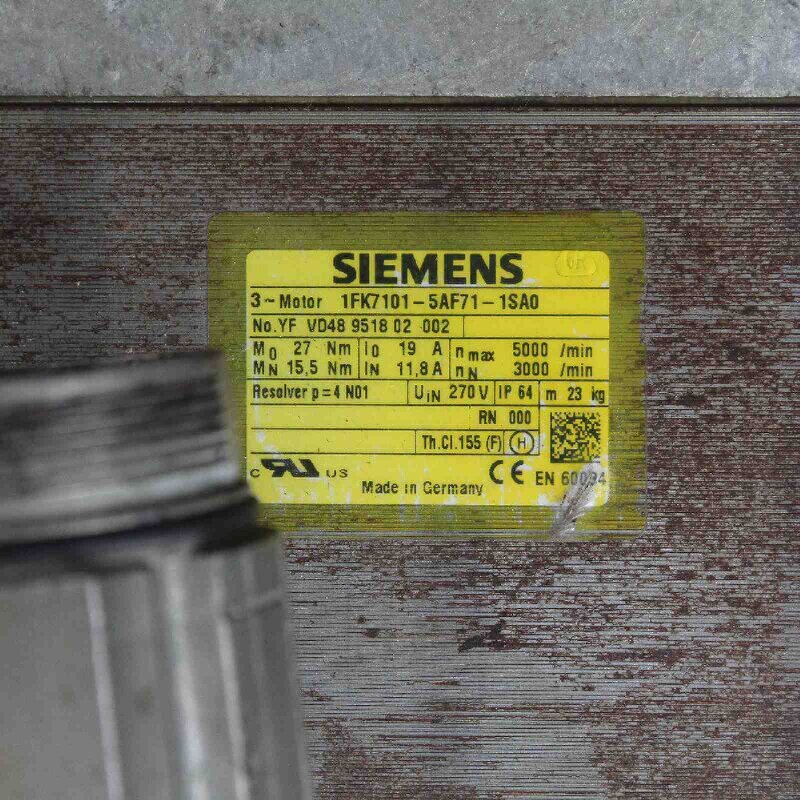 SIEMENS
3~Motor 1FK7101-5AF71-1SA0
No.YF VD48 9518 02 002
M0 27 Nm I0 19 A n max 5000 /min
MN 15,5 Nm IN 11,8 A nN 3000 /min
Resolver p=4 N01 UIN 270 V IP 64 m 23 kg
RN 000
Th.Cl.155 (F) H
C RU US CE EN 60034
Made in Germany